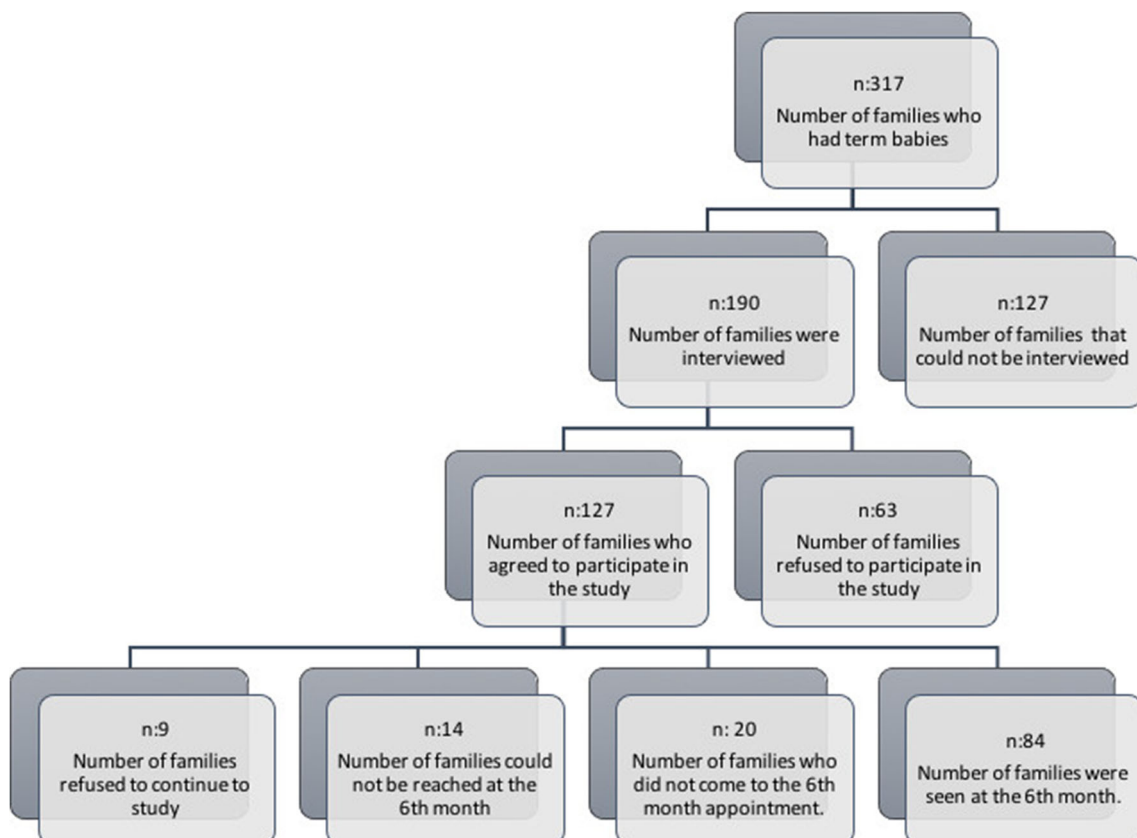 n:317
Number of families who
had term babies
n:190
Number of families were
interviewed
n:127
Number of families that
could not be interviewed
n:127
Number of families who
agreed to participate in
the study
n:63
Number of families
refused to participate in
the study
n:9
Number of families
refused to continue to
study
n:14
Number of families could
not be reached at the
6th month
n: 20
Number of families who
did not come to the 6th
month appointment.
n:84
Number of families were
seen at the 6th month.